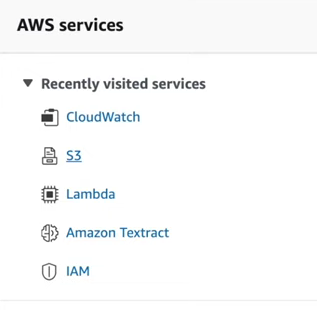 AWS services
Recently visited services
CloudWatch
S3
Lambda
Amazon Textract
IAM